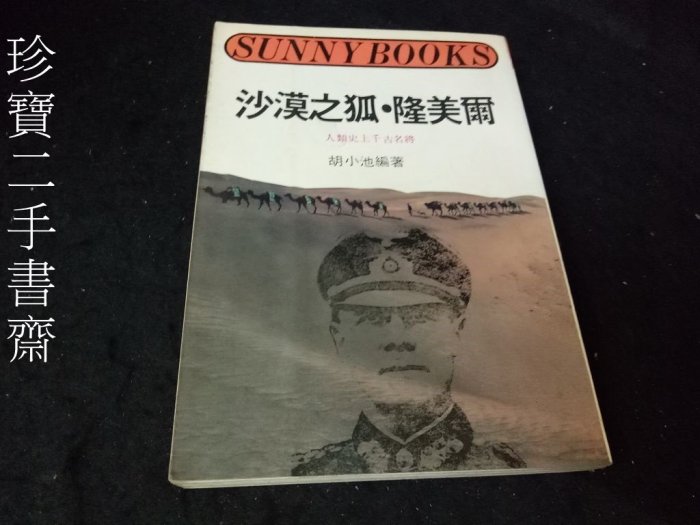 珍寶二手書齋
SUNNY BOOKS
沙漠之狐•隆美爾
人類史上千古名將
胡小池編著